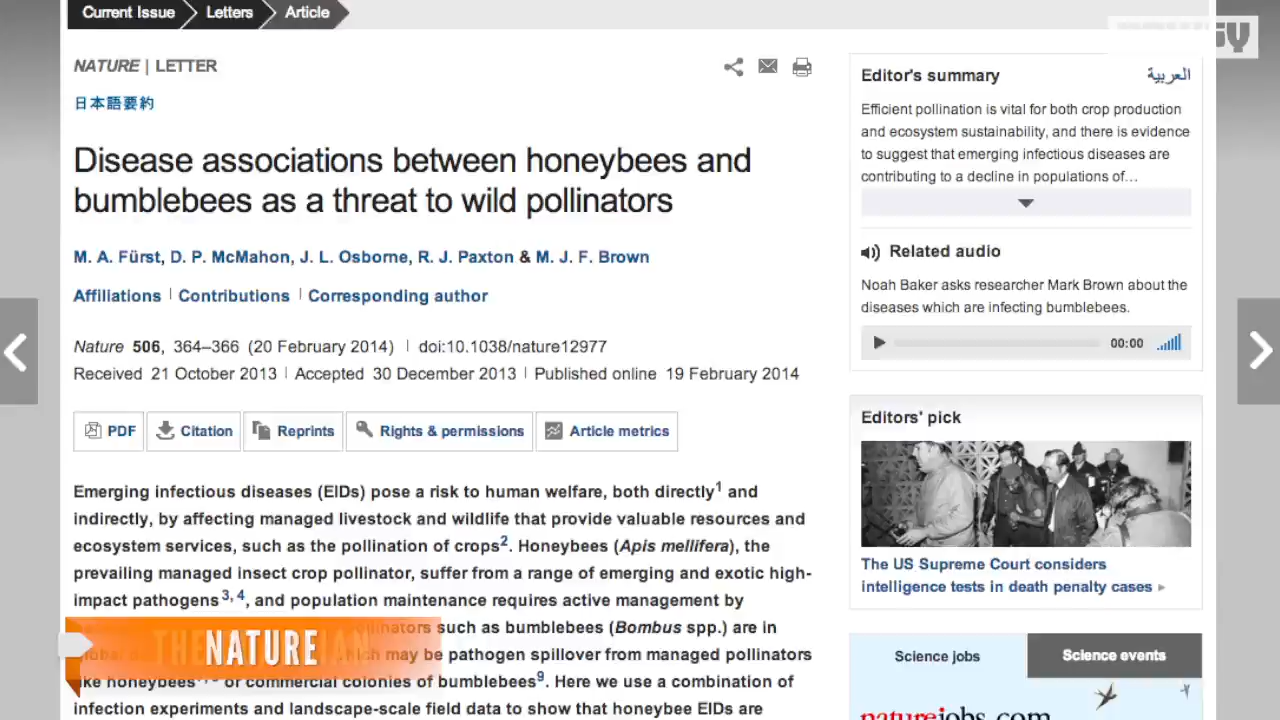 Current Issue
Letters
Article
NATURE | LETTER
日本語要約
Disease associations between honeybees and
bumblebees as a threat to wild pollinators
M. A. Fürst, D. P. McMahon, J. L. Osborne, R. J. Paxton & M. J. F. Brown
Affiliations | Contributions | Corresponding author
Nature 506, 364–366 (20 February 2014) | doi:10.1038/nature12977
Received 21 October 2013 | Accepted 30 December 2013 | Published online 19 February 2014
PDF
Citation
Reprints
Rights & permissions
Article metrics
Emerging infectious diseases (EIDs) pose a risk to human welfare, both directly1 and
indirectly, by affecting managed livestock and wildlife that provide valuable resources and
ecosystem services, such as the pollination of crops2. Honeybees (Apis mellifera), the
prevailing managed insect crop pollinator, suffer from a range of emerging and exotic high-
impact pathogens3, 4, and population maintenance requires active management by
such as bumblebees (Bombus spp.) are in
which may be pathogen spillover from managed pollinators
like honeybees or commercial colonies of bumblebees9. Here we use a combination of
infection experiments and landscape-scale field data to show that honeybee EIDs are
THE NATURE
Editor's summary
العربية
Efficient pollination is vital for both crop production
and ecosystem sustainability, and there is evidence
to suggest that emerging infectious diseases are
contributing to a decline in populations of…
Related audio
Noah Baker asks researcher Mark Brown about the
diseases which are infecting bumblebees.
00:00
Editors' pick
The US Supreme Court considers
intelligence tests in death penalty cases
Science jobs
Science events
naturejobs.com